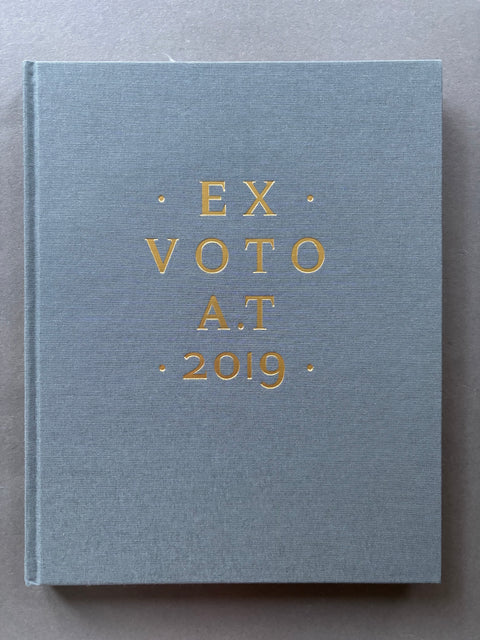 · EX ·
VOTO
A.T
· 2019 ·